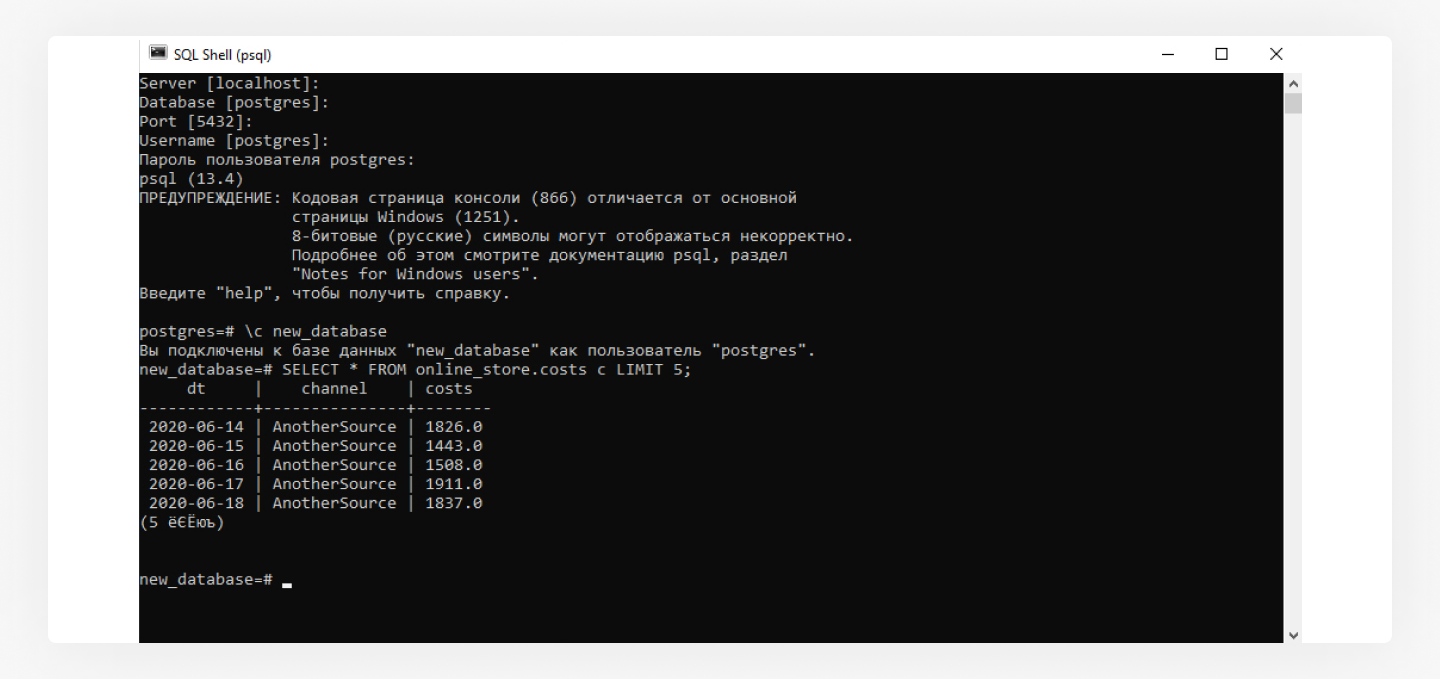 SQL Shell (psql)
Server [localhost]:
Database [postgres]:
Port [5432]:
Username [postgres]:
Пароль пользователя postgres:
psql (13.4)
ПРЕДУПРЕЖДЕНИЕ: Кодовая страница консоли (866) отличается от основной
                страницы Windows (1251).
                8-битовые (русские) символы могут отображаться некорректно.
                Подробнее об этом смотрите документацию psql, раздел
                "Notes for Windows users".
Введите "help", чтобы получить справку.
postgres=# \c new_database
Вы подключены к базе данных "new_database" как пользователь "postgres".
new_database=# SELECT * FROM online_store.costs c LIMIT 5;
     dt     |    channel    | costs
------------+---------------+--------
 2020-06-14 | AnotherSource | 1826.0
 2020-06-15 | AnotherSource | 1443.0
 2020-06-16 | AnotherSource | 1508.0
 2020-06-17 | AnotherSource | 1911.0
 2020-06-18 | AnotherSource | 1837.0
(5 ёЄЁюъ)
new_database=#